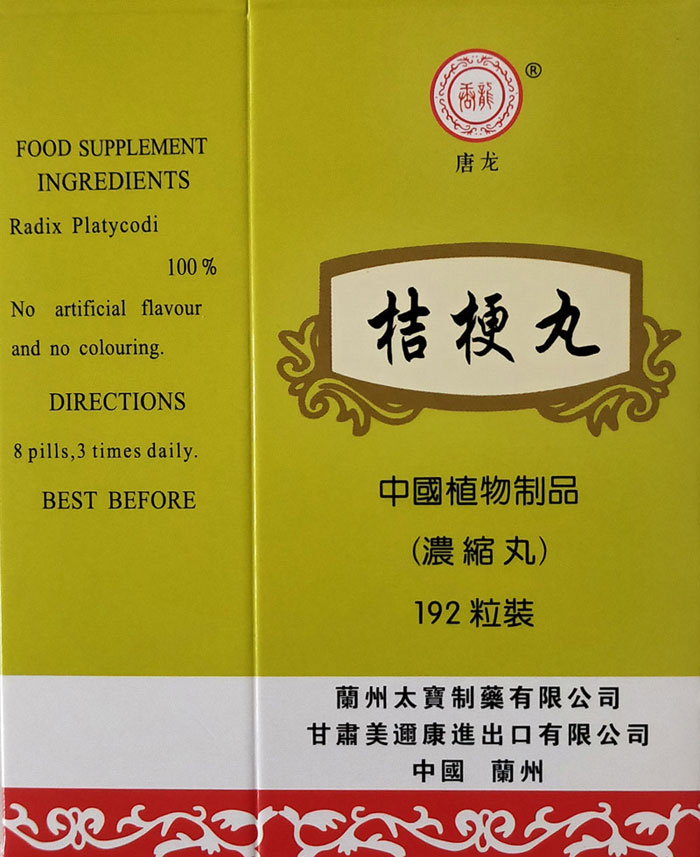 FOOD SUPPLEMENT
INGREDIENTS
Radix Platycodi
100%
No artificial flavour
and no colouring.
DIRECTIONS
8 pills,3 times daily.
BEST BEFORE
®
唐龙
桔梗丸
中國植物制品
(濃縮丸)
192粒裝
蘭州太寶制藥有限公司
甘肅美邇康進出口有限公司
中國 蘭州